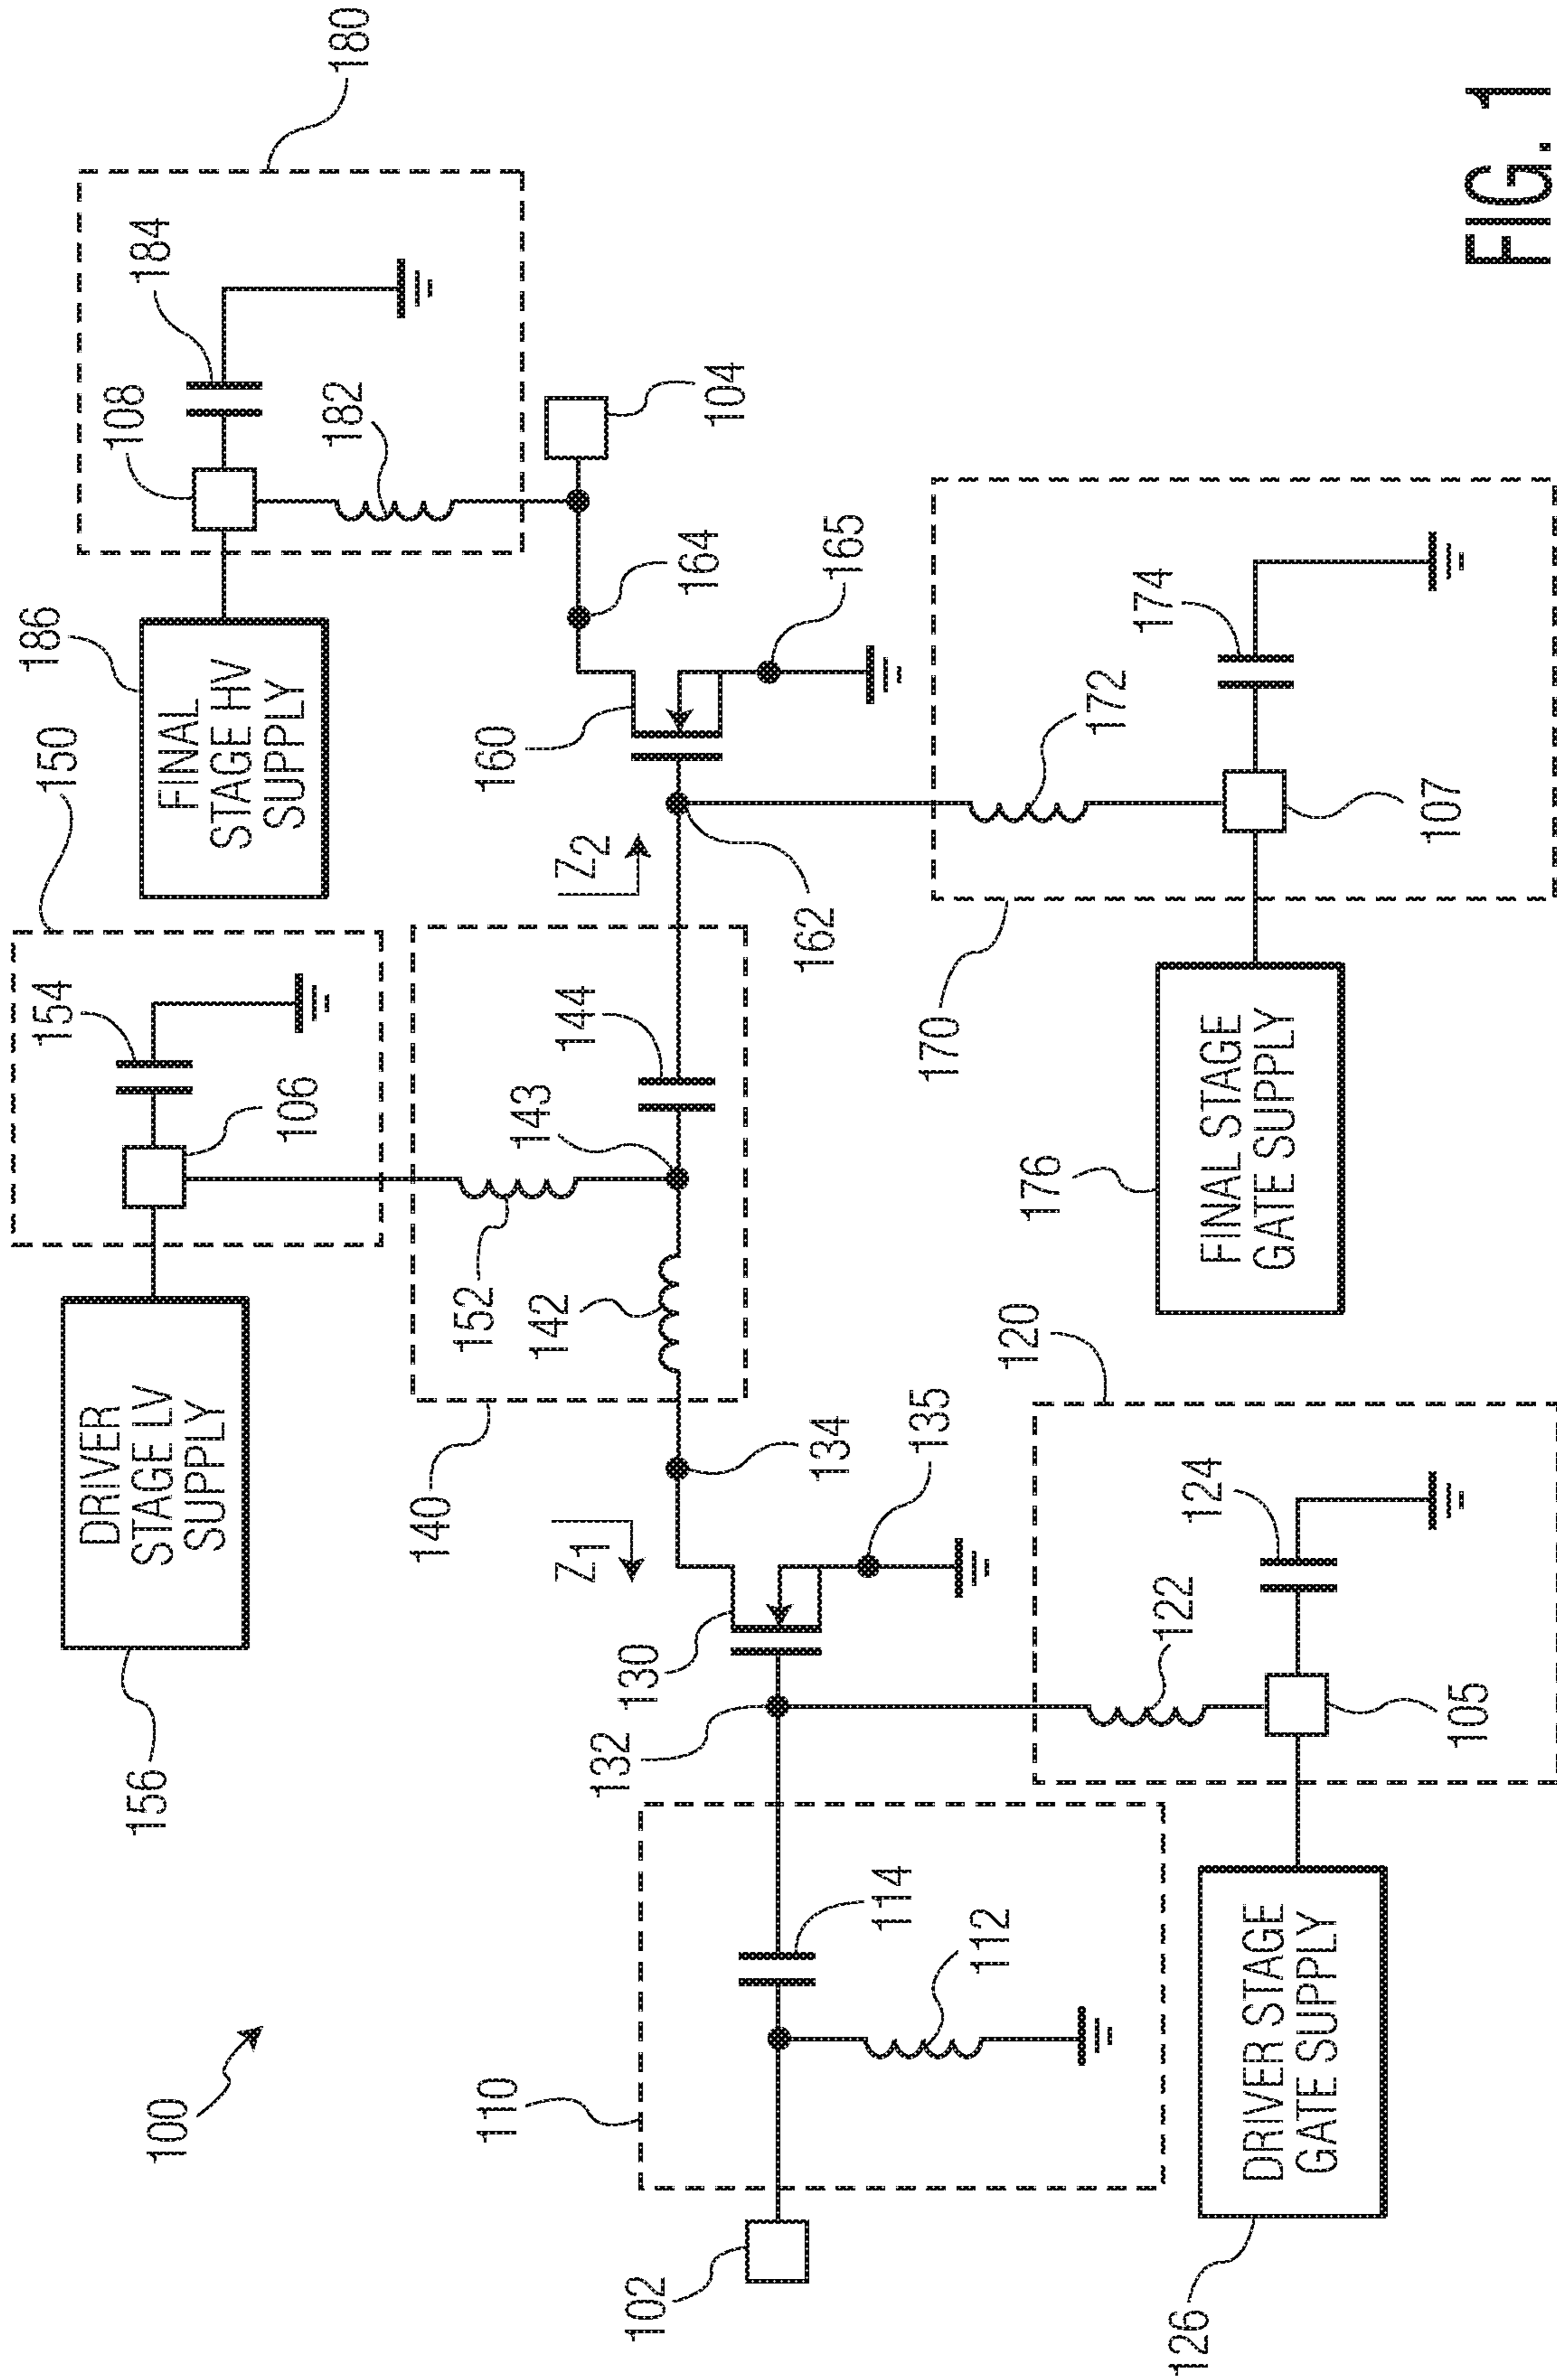 100
156
DRIVER
STAGE LV
SUPPLY
154
106
150
186
FINAL
STAGE HV
SUPPLY
108
184
182
180
104
164
165
160
Z2
162
144
143
152
142
140
Z1
134
135
130
132
110
114
112
102
120
122
124
105
126
DRIVER STAGE
GATE SUPPLY
170
172
174
107
176
FINAL STAGE
GATE SUPPLY
FIG. 1